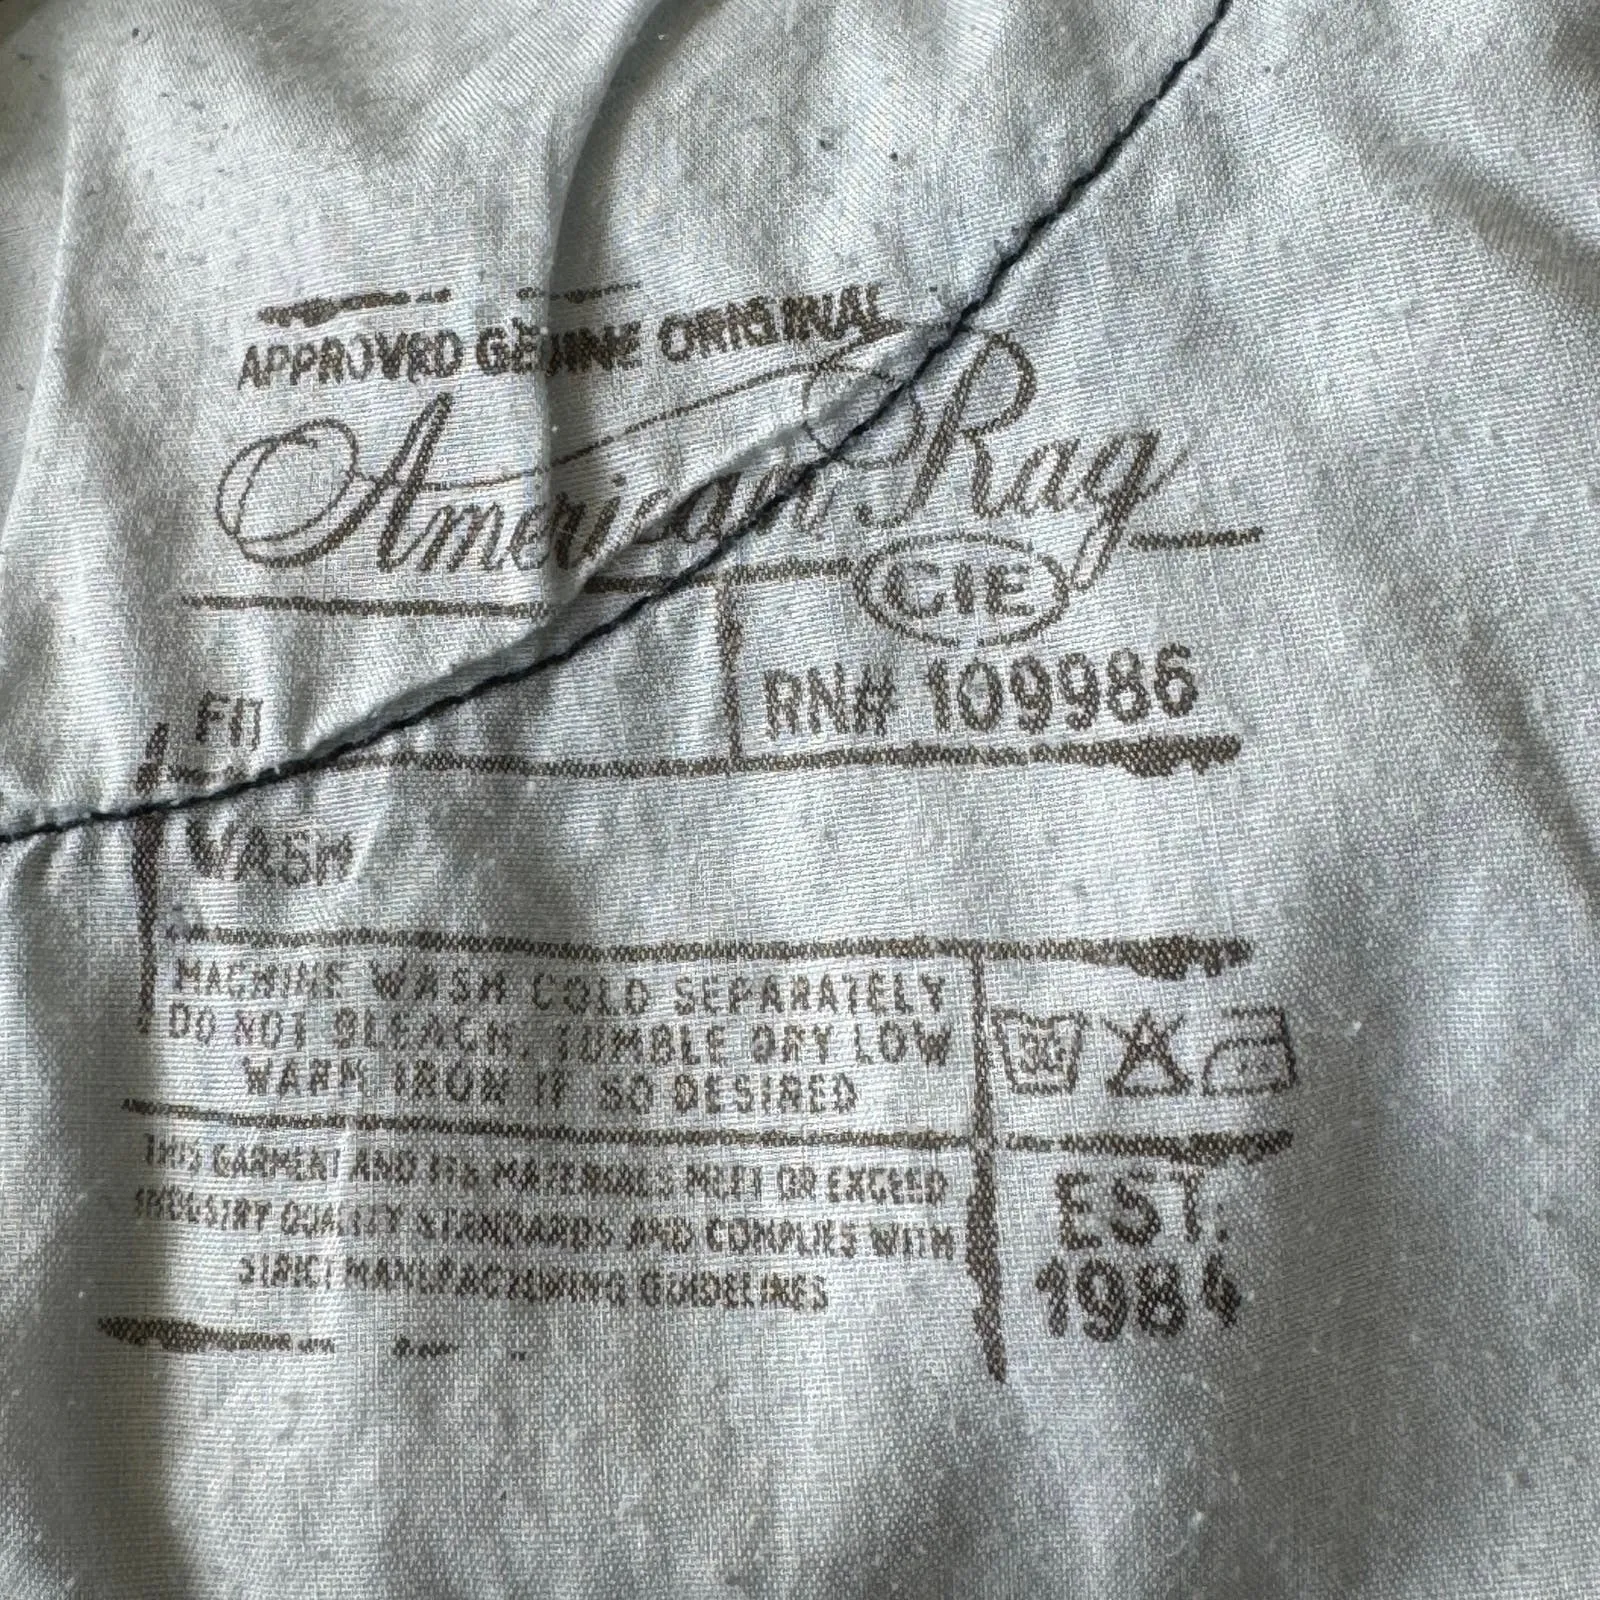 APPROVED GENUINE ORIGINAL
American Rag
CIE
RN# 109986
FIT
WASH
MACHINE WASH COLD SEPARATELY
DO NOT BLEACH, TUMBLE DRY LOW
WARM IRON IF SO DESIRED
30
THIS GARMENT AND ITS MATERIALS MEET OR EXCEED
INDUSTRY QUALITY STANDARDS AND COMPLIES WITH
STRICT MANUFACTURING GUIDELINES
EST.
1984